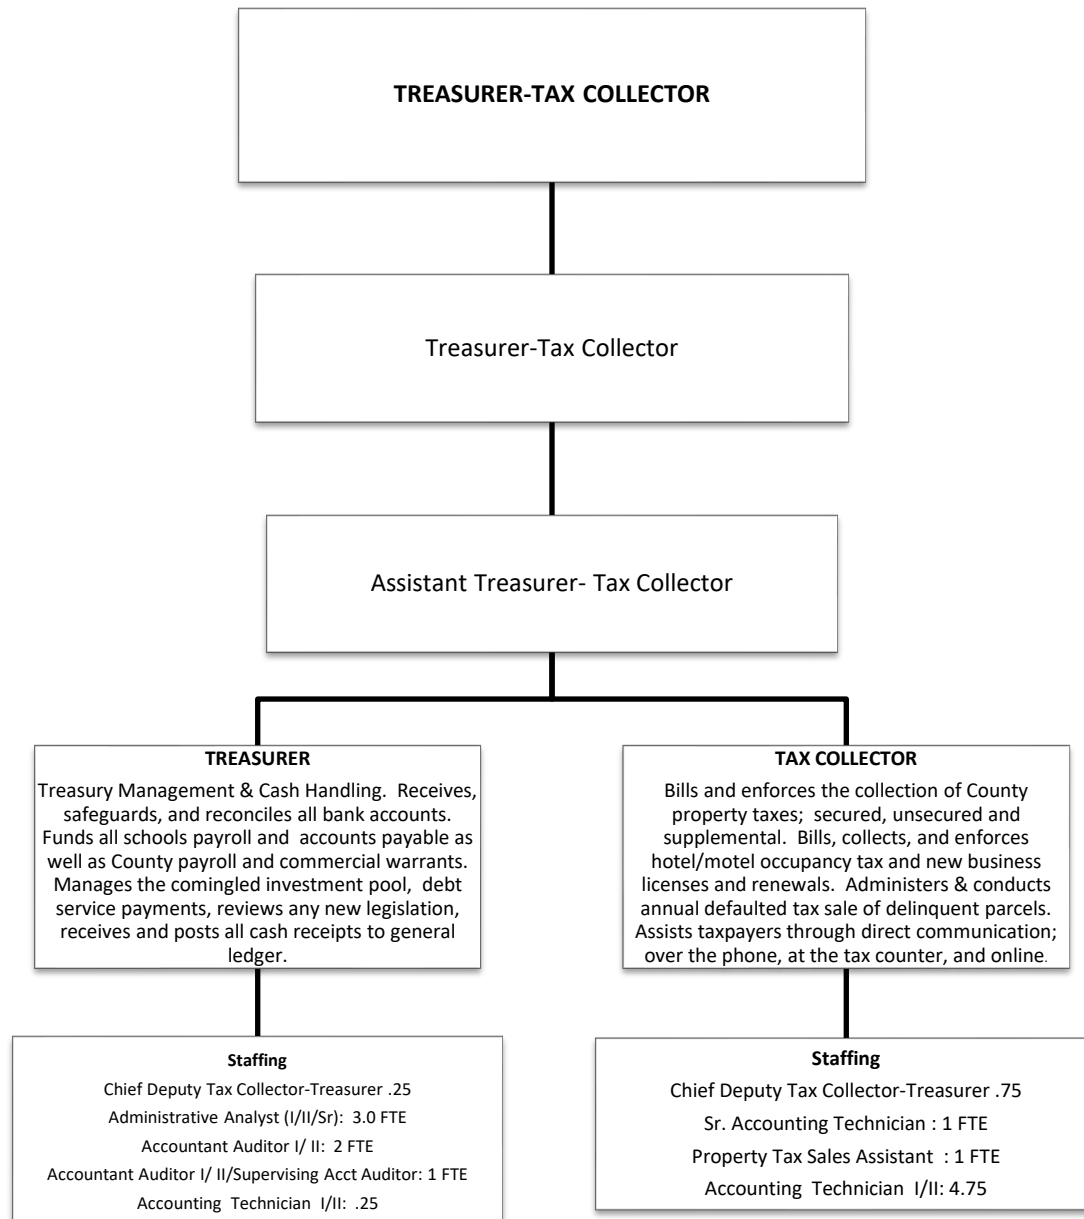 TREASURER-TAX COLLECTOR
Treasurer-Tax Collector
Assistant Treasurer- Tax Collector
TREASURER
Treasury Management & Cash Handling. Receives,
safeguards, and reconciles all bank accounts.
Funds all schools payroll and accounts payable as
well as County payroll and commercial warrants.
Manages the comingled investment pool, debt
service payments, reviews any new legislation,
receives and posts all cash receipts to general
ledger.
TAX COLLECTOR
Bills and enforces the collection of County
property taxes; secured, unsecured and
supplemental. Bills, collects, and enforces
hotel/motel occupancy tax and new business
licenses and renewals. Administers & conducts
annual defaulted tax sale of delinquent parcels.
Assists taxpayers through direct communication;
over the phone, at the tax counter, and online.
Staffing
Chief Deputy Tax Collector-Treasurer .25
Administrative Analyst (I/II/Sr): 3.0 FTE
Accountant Auditor I/ II: 2 FTE
Accountant Auditor I/ II/Supervising Acct Auditor: 1 FTE
Accounting Technician I/II: .25
Staffing
Chief Deputy Tax Collector-Treasurer .75
Sr. Accounting Technician : 1 FTE
Property Tax Sales Assistant : 1 FTE
Accounting Technician I/II: 4.75